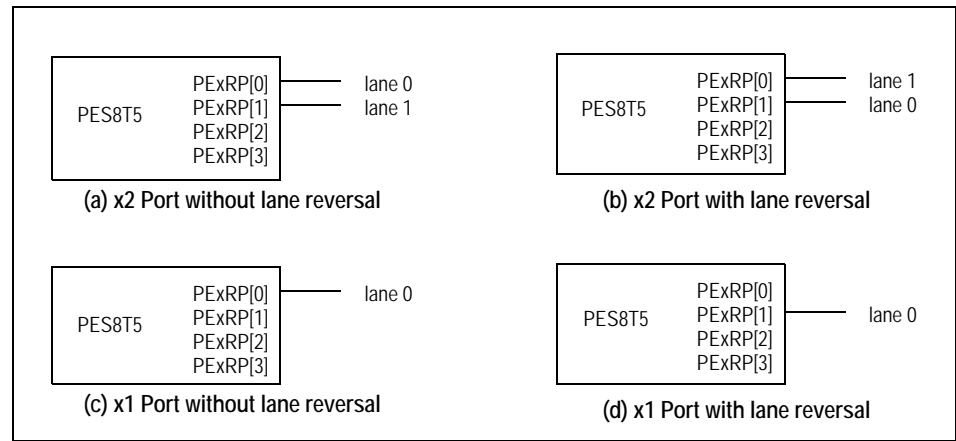 PES8T5
PExRP[0] lane 0
PExRP[1] lane 1
PExRP[2]
PExRP[3]
(a) x2 Port without lane reversal
PES8T5
PExRP[0] lane 1
PExRP[1] lane 0
PExRP[2]
PExRP[3]
(b) x2 Port with lane reversal
PES8T5
PExRP[0] lane 0
PExRP[1]
PExRP[2]
PExRP[3]
(c) x1 Port without lane reversal
PES8T5
PExRP[0]
PExRP[1] lane 0
PExRP[2]
PExRP[3]
(d) x1 Port with lane reversal